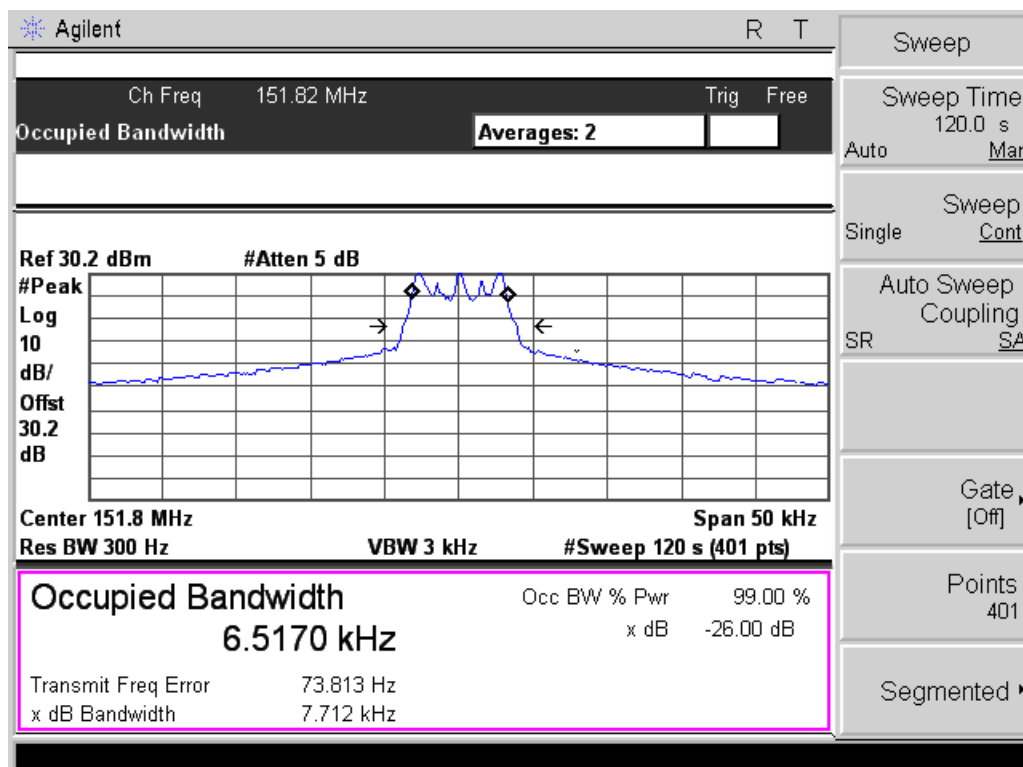 Agilent R T
Ch Freq 151.82 MHz Trig Free
Occupied Bandwidth Averages: 2
Ref 30.2 dBm #Atten 5 dB
#Peak
Log
10
dB/
Offst
30.2
dB
Center 151.8 MHz Span 50 kHz
Res BW 300 Hz VBW 3 kHz #Sweep 120 s (401 pts)
Occupied Bandwidth Occ BW % Pwr 99.00 %
6.5170 kHz x dB -26.00 dB
Transmit Freq Error 73.813 Hz
x dB Bandwidth 7.712 kHz
Sweep
Sweep Time
120.0 s
Auto Man
Sweep
Single Cont
Auto Sweep
Coupling
SR SA
Gate
[Off]
Points
401
Segmented